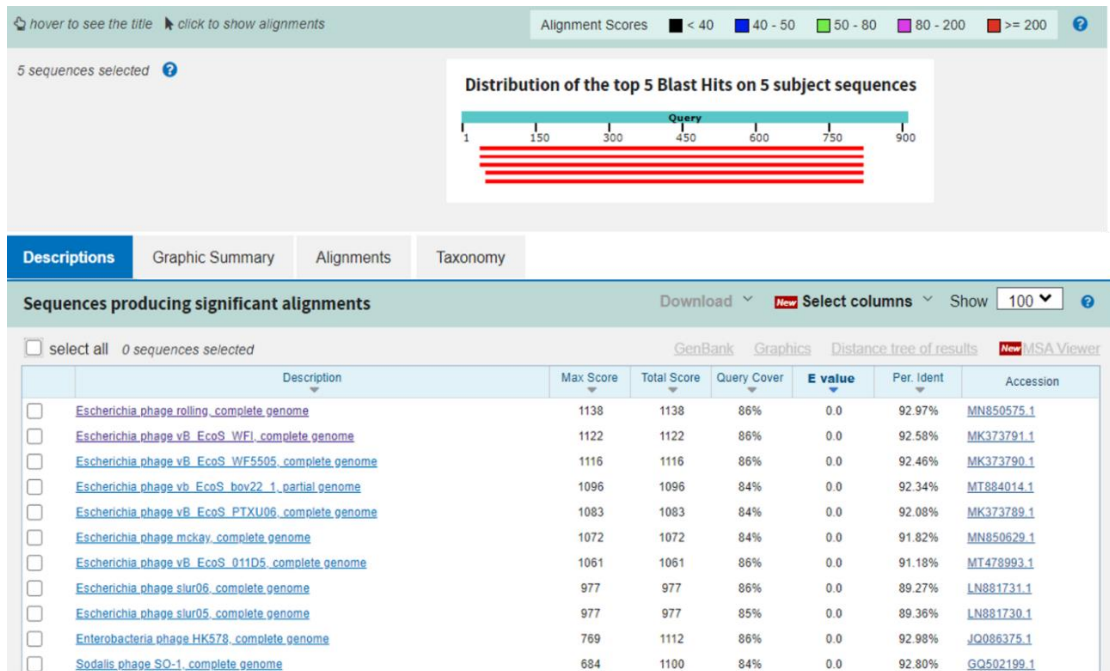 hover to see the title click to show alignments Alignment Scores < 40 40 - 50 50 - 80 80 - 200 >= 200 ?
5 sequences selected ?
Distribution of the top 5 Blast Hits on 5 subject sequences
Query
1 150 300 450 600 750 900
Descriptions Graphic Summary Alignments Taxonomy
Sequences producing significant alignments Download New Select columns Show 100 ?
select all 0 sequences selected GenBank Graphics Distance tree of results New MSA Viewer
Description Max Score Total Score Query Cover E value Per. Ident Accession
Escherichia phage rolling, complete genome 1138 1138 86% 0.0 92.97% MN850575.1
Escherichia phage vB_EcoS_WFI, complete genome 1122 1122 86% 0.0 92.58% MK373791.1
Escherichia phage vB_EcoS_WF5505, complete genome 1116 1116 86% 0.0 92.46% MK373790.1
Escherichia phage vb_EcoS_bov22_1, partial genome 1096 1096 84% 0.0 92.34% MT884014.1
Escherichia phage vB_EcoS_PTXU06, complete genome 1083 1083 84% 0.0 92.08% MK373789.1
Escherichia phage mckay, complete genome 1072 1072 84% 0.0 91.82% MN850629.1
Escherichia phage vB_EcoS_011D5, complete genome 1061 1061 86% 0.0 91.18% MT478993.1
Escherichia phage slur06, complete genome 977 977 86% 0.0 89.27% LN881731.1
Escherichia phage slur05, complete genome 977 977 85% 0.0 89.36% LN881730.1
Enterobacteria phage HK578, complete genome 769 1112 86% 0.0 92.98% JQ086375.1
Sodalis phage SO-1, complete genome 684 1100 84% 0.0 92.80% GQ502199.1